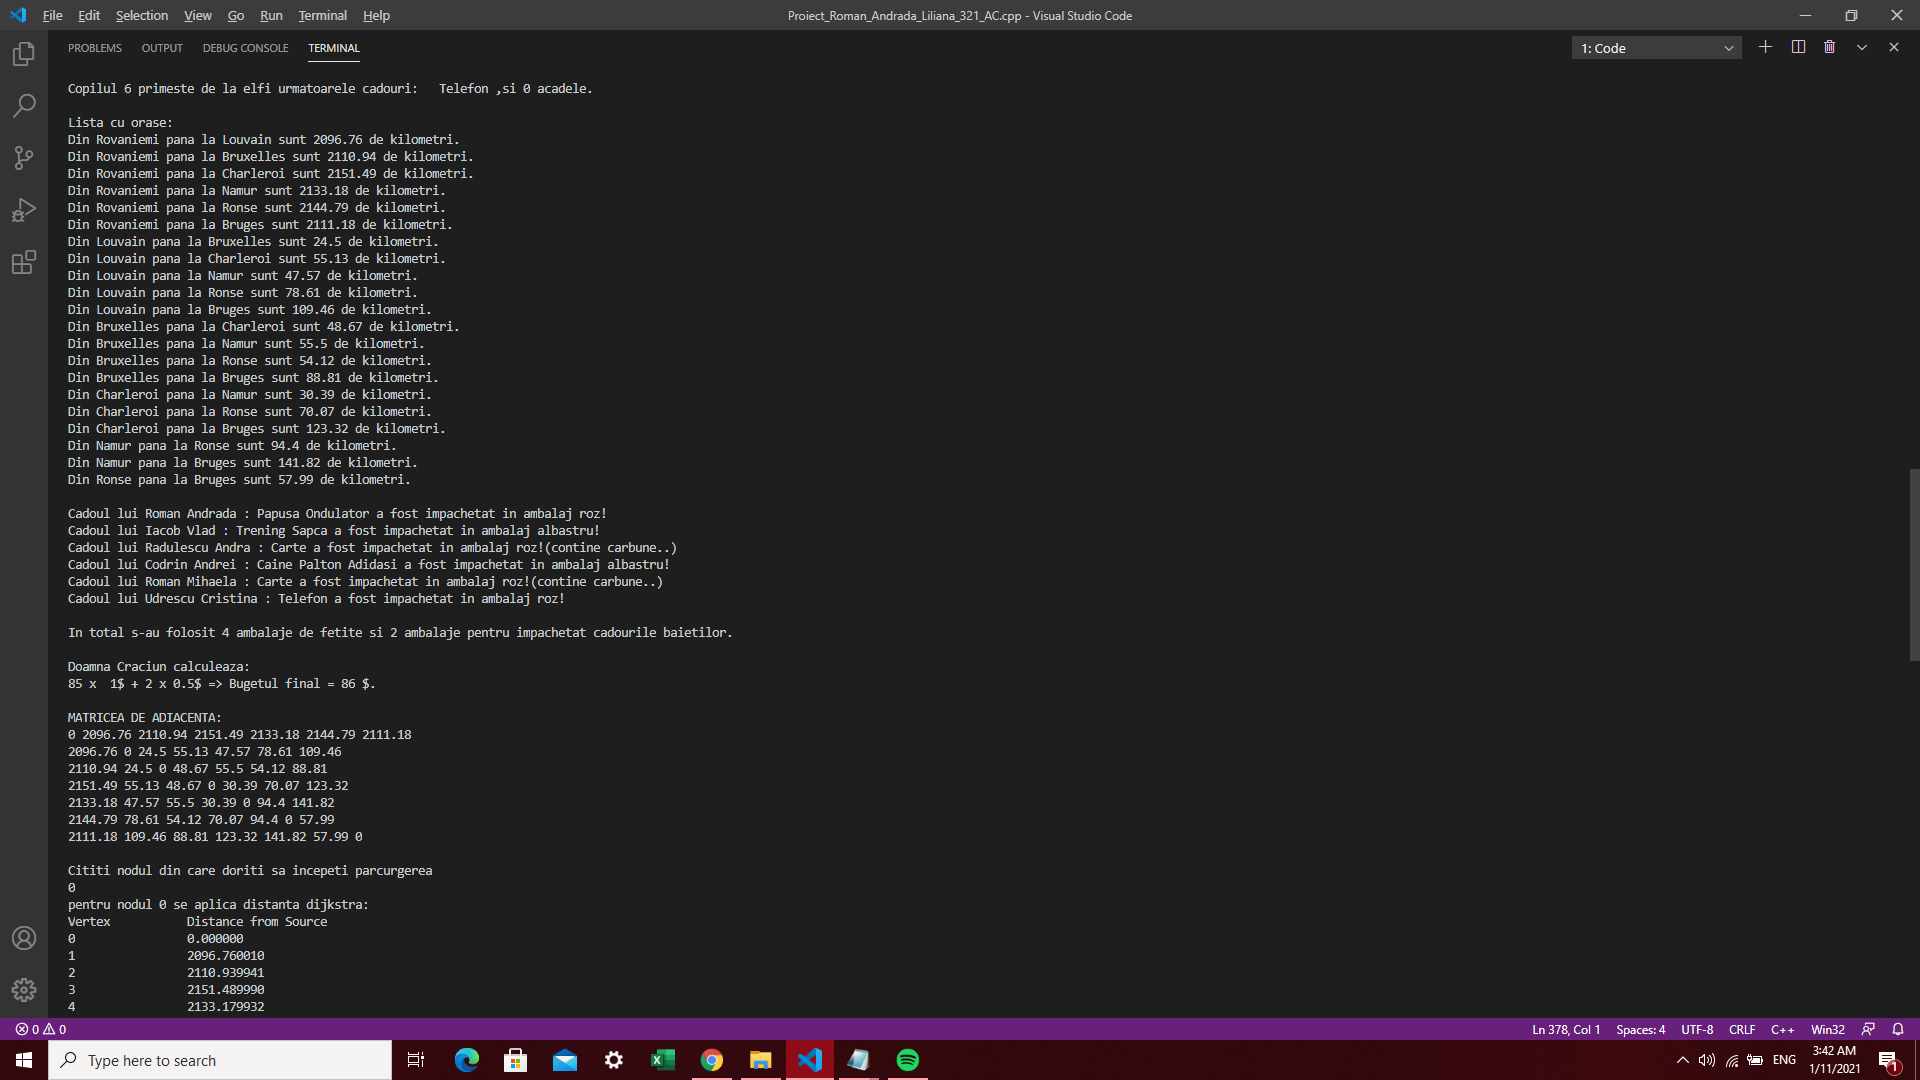 File Edit Selection View Go Run Terminal Help
Proiect_Roman_Andrada_Liliana_321_AC.cpp - Visual Studio Code
PROBLEMS OUTPUT DEBUG CONSOLE TERMINAL
1: Code
Copilul 6 primeste de la elfi urmatoarele cadouri:   Telefon ,si 0 acadele.
Lista cu orase:
Din Rovaniemi pana la Louvain sunt 2096.76 de kilometri.
Din Rovaniemi pana la Bruxelles sunt 2110.94 de kilometri.
Din Rovaniemi pana la Charleroi sunt 2151.49 de kilometri.
Din Rovaniemi pana la Namur sunt 2133.18 de kilometri.
Din Rovaniemi pana la Ronse sunt 2144.79 de kilometri.
Din Rovaniemi pana la Bruges sunt 2111.18 de kilometri.
Din Louvain pana la Bruxelles sunt 24.5 de kilometri.
Din Louvain pana la Charleroi sunt 55.13 de kilometri.
Din Louvain pana la Namur sunt 47.57 de kilometri.
Din Louvain pana la Ronse sunt 78.61 de kilometri.
Din Louvain pana la Bruges sunt 109.46 de kilometri.
Din Bruxelles pana la Charleroi sunt 48.67 de kilometri.
Din Bruxelles pana la Namur sunt 55.5 de kilometri.
Din Bruxelles pana la Ronse sunt 54.12 de kilometri.
Din Bruxelles pana la Bruges sunt 88.81 de kilometri.
Din Charleroi pana la Namur sunt 30.39 de kilometri.
Din Charleroi pana la Ronse sunt 70.07 de kilometri.
Din Charleroi pana la Bruges sunt 123.32 de kilometri.
Din Namur pana la Ronse sunt 94.4 de kilometri.
Din Namur pana la Bruges sunt 141.82 de kilometri.
Din Ronse pana la Bruges sunt 57.99 de kilometri.
Cadoul lui Roman Andrada : Papusa Ondulator a fost impachetat in ambalaj roz!
Cadoul lui Iacob Vlad : Trening Sapca a fost impachetat in ambalaj albastru!
Cadoul lui Radulescu Andra : Carte a fost impachetat in ambalaj roz!(contine carbune..)
Cadoul lui Codrin Andrei : Caine Palton Adidasi a fost impachetat in ambalaj albastru!
Cadoul lui Roman Mihaela : Carte a fost impachetat in ambalaj roz!(contine carbune..)
Cadoul lui Udrescu Cristina : Telefon a fost impachetat in ambalaj roz!
In total s-au folosit 4 ambalaje de fetite si 2 ambalaje pentru impachetat cadourile baietilor.
Doamna Craciun calculeaza:
85 x  1$ + 2 x 0.5$ => Bugetul final = 86 $.
MATRICEA DE ADIACENTA:
0 2096.76 2110.94 2151.49 2133.18 2144.79 2111.18
2096.76 0 24.5 55.13 47.57 78.61 109.46
2110.94 24.5 0 48.67 55.5 54.12 88.81
2151.49 55.13 48.67 0 30.39 70.07 123.32
2133.18 47.57 55.5 30.39 0 94.4 141.82
2144.79 78.61 54.12 70.07 94.4 0 57.99
2111.18 109.46 88.81 123.32 141.82 57.99 0
Cititi nodul din care doriti sa incepeti parcurgerea
0
pentru nodul 0 se aplica distanta dijkstra:
Vertex Distance from Source
0 0.000000
1 2096.760010
2 2110.939941
3 2151.489990
4 2133.179932
0 0
Ln 378, Col 1 Spaces: 4 UTF-8 CRLF C++ Win32
Type here to search
ENG
3:42 AM
1/11/2021
1